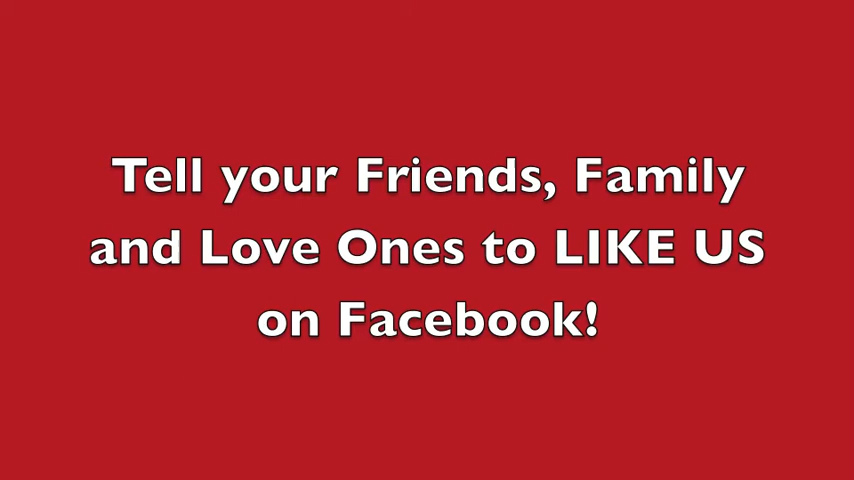 Tell your Friends, Family
and Love Ones to LIKE US
on Facebook!